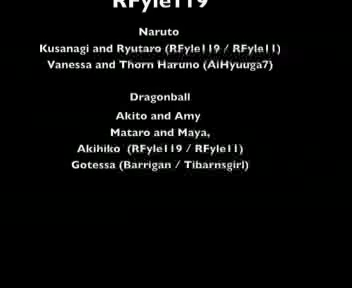 RFyle119
Naruto
Kusanagi and Ryutaro (RFyle119 / RFyle11)
Vanessa and Thorn Haruno (AiHyuuga7)
Dragonball
Akito and Amy
Mataro and Maya,
Akihiko (RFyle119 / RFyle11)
Gotessa (Barrigan / Tibarnsgirl)